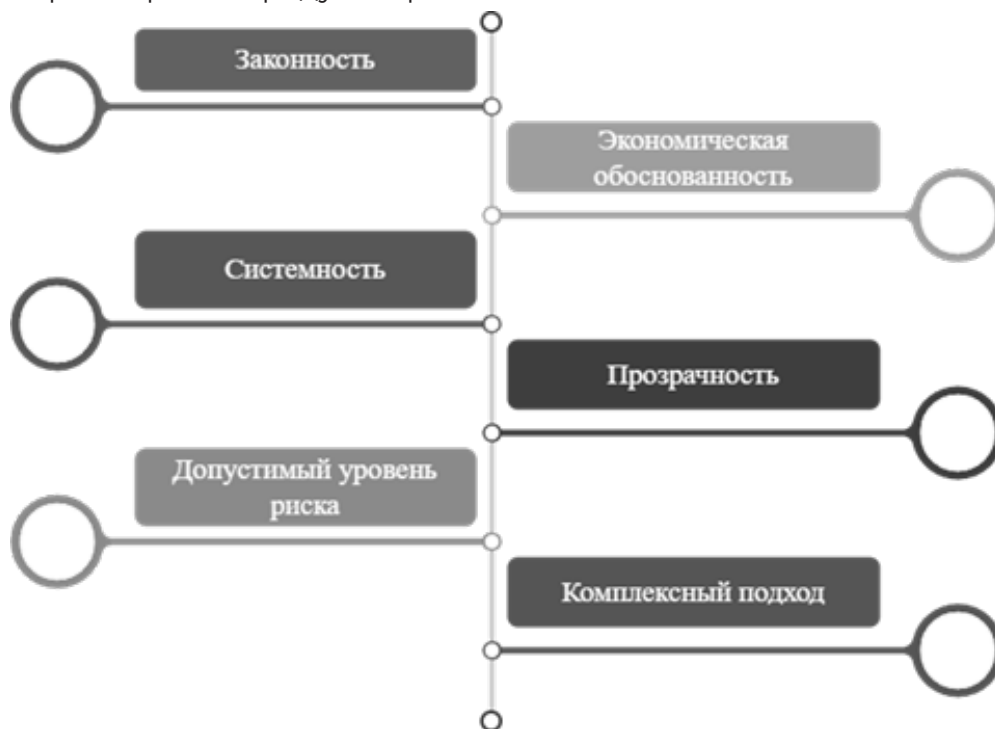 Законность
Экономическая
обоснованность
Системность
Прозрачность
Допустимый уровень
риска
Комплексный подход